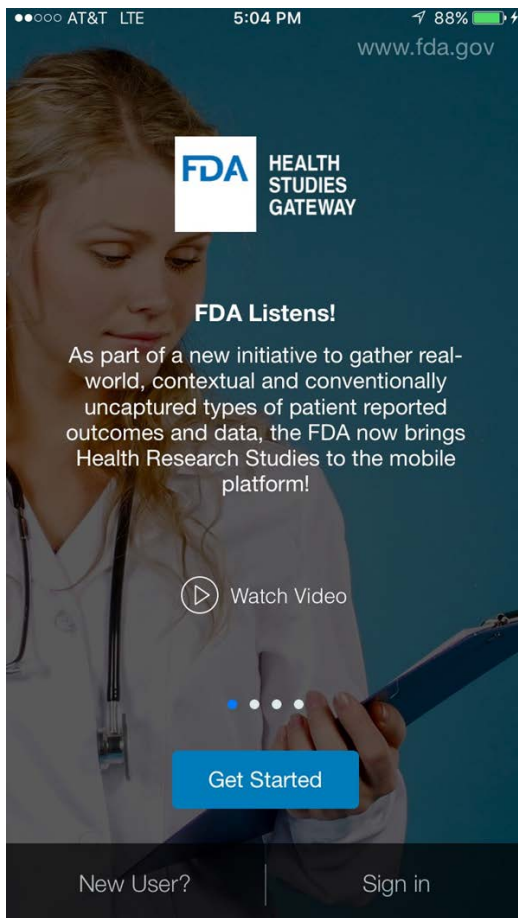 AT&T LTE 5:04 PM 88%
www.fda.gov
FDA HEALTH
STUDIES
GATEWAY
FDA Listens!
As part of a new initiative to gather real-
world, contextual and conventionally
uncaptured types of patient reported
outcomes and data, the FDA now brings
Health Research Studies to the mobile
platform!
Watch Video
Get Started
New User? Sign in